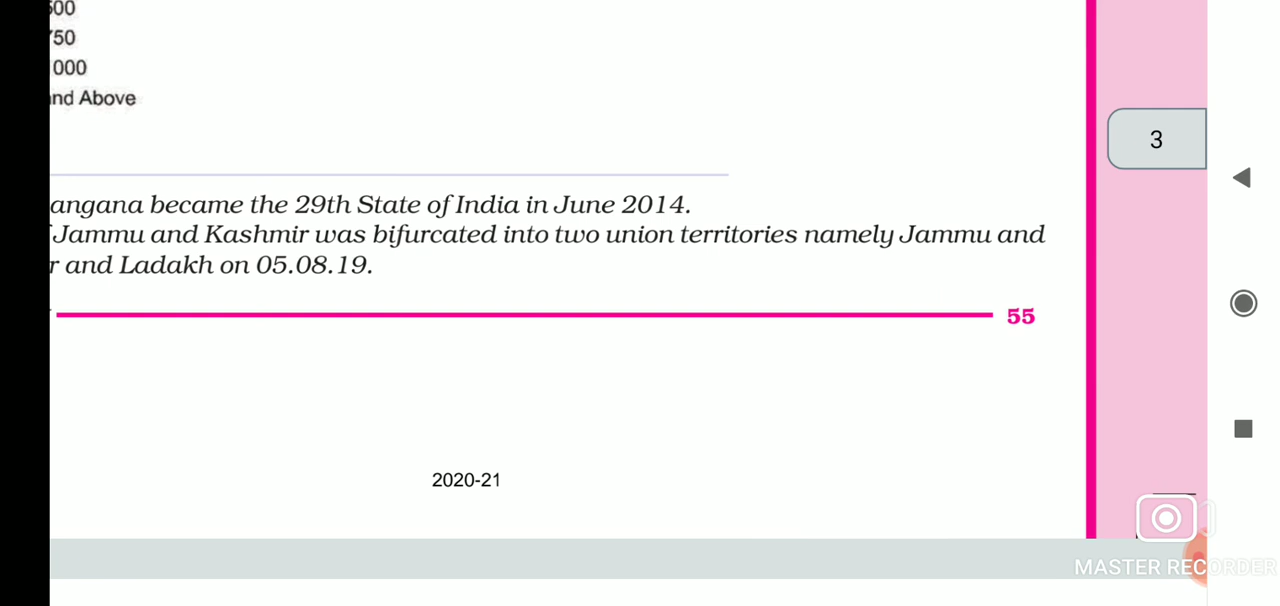 500
750
000
and Above
3
angana became the 29th State of India in June 2014.
Jammu and Kashmir was bifurcated into two union territories namely Jammu and
r and Ladakh on 05.08.19.
55
2020-21
MASTER RECORDER